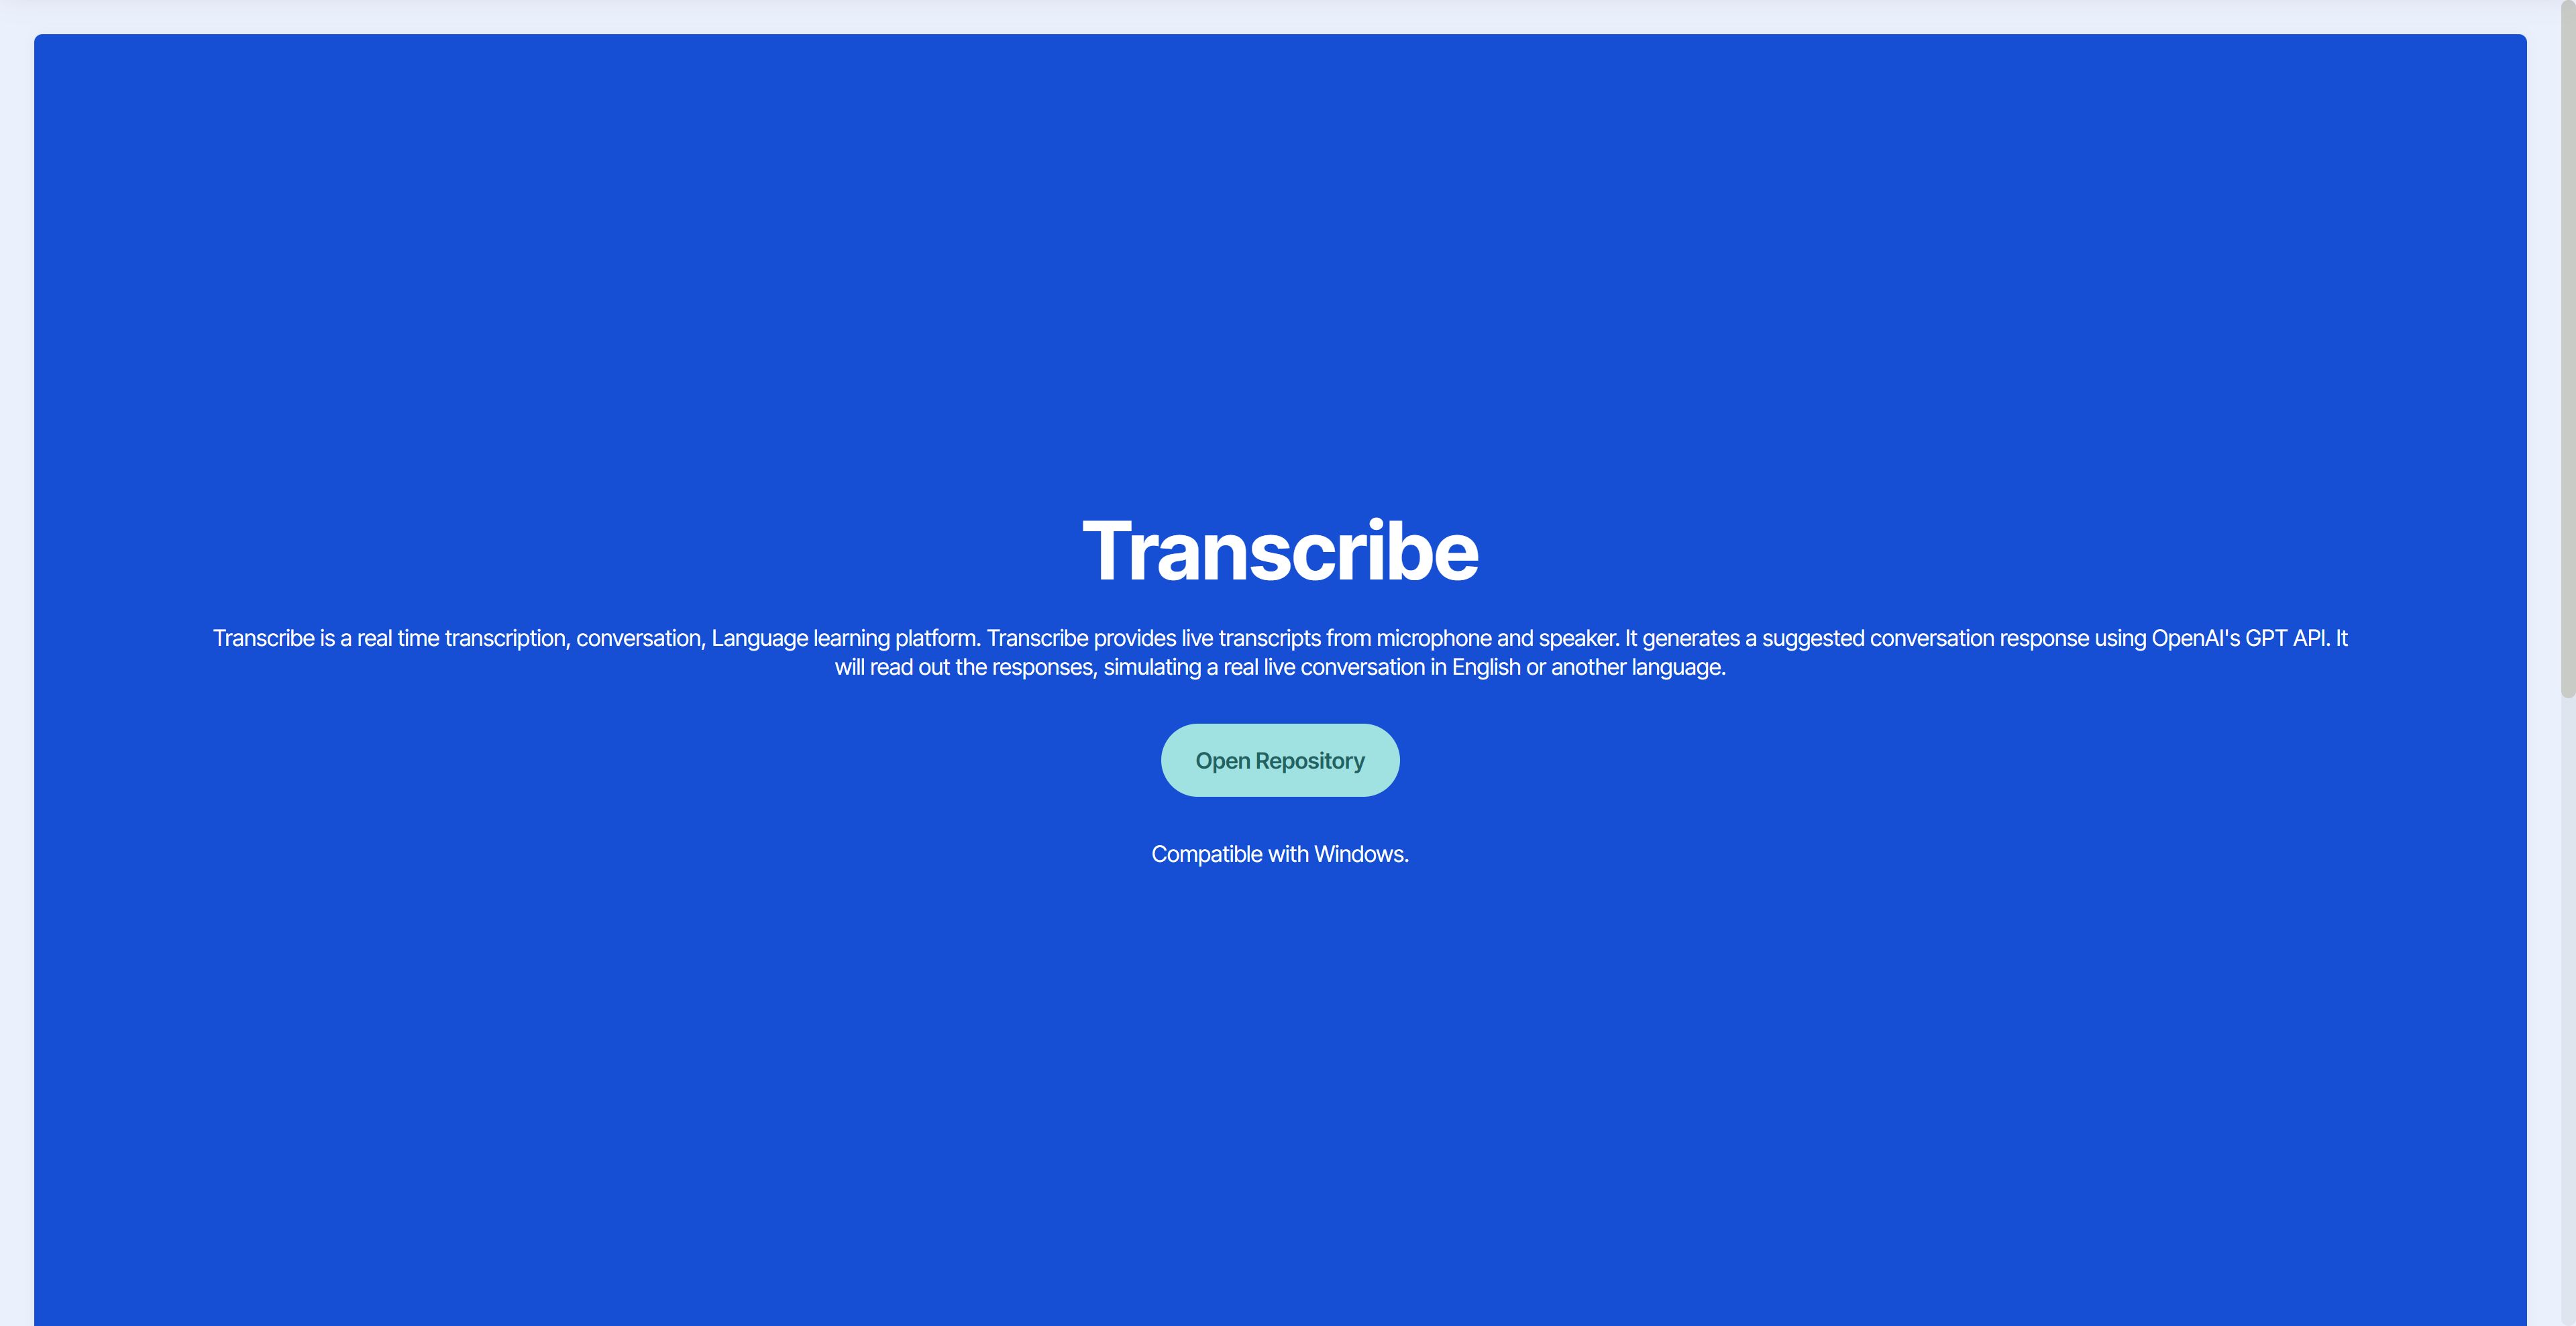 Transcribe
Transcribe is a real time transcription, conversation, Language learning platform. Transcribe provides live transcripts from microphone and speaker. It generates a suggested conversation response using OpenAI's GPT API. It
will read out the responses, simulating a real live conversation in English or another language.
Open Repository
Compatible with Windows.